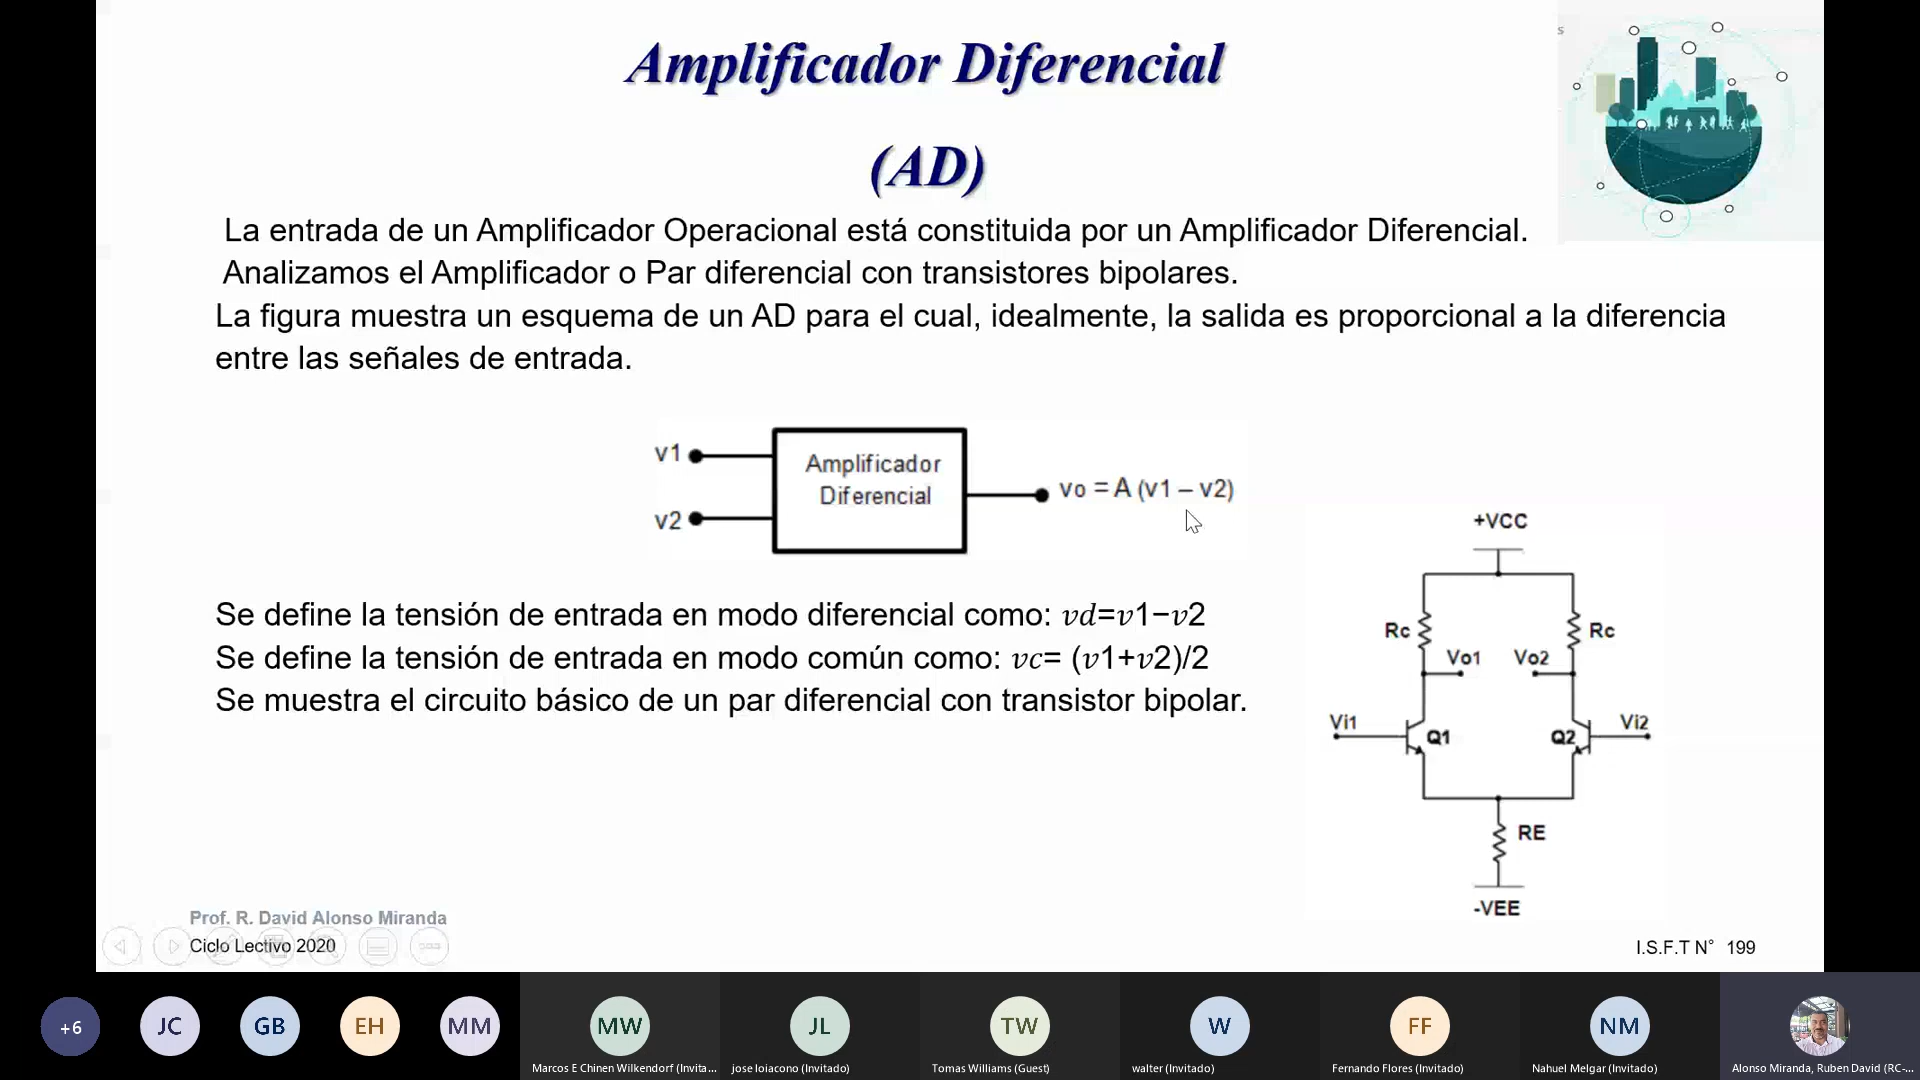 Amplificador Diferencial
(AD)
s
La entrada de un Amplificador Operacional está constituida por un Amplificador Diferencial.
Analizamos el Amplificador o Par diferencial con transistores bipolares.
La figura muestra un esquema de un AD para el cual, idealmente, la salida es proporcional a la diferencia
entre las señales de entrada.
v1
Amplificador
Diferencial
v2
vo = A (v1 – v2)
Se define la tensión de entrada en modo diferencial como: vd=v1−v2
Se define la tensión de entrada en modo común como: vc= (v1+v2)/2
Se muestra el circuito básico de un par diferencial con transistor bipolar.
+VCC
Rc Rc
Vo1 Vo2
Vi1 Q1 Q2 Vi2
RE
-VEE
Prof. R. David Alonso Miranda
Ciclo Lectivo 2020
I.S.F.T N° 199
+6 JC GB EH MM MW JL TW W FF NM
Marcos E Chinen Wilkendorf (Invita... jose loiacono (Invitado) Tomas Williams (Guest) walter (Invitado) Fernando Flores (Invitado) Nahuel Melgar (Invitado) Alonso Miranda, Ruben David (RC-...